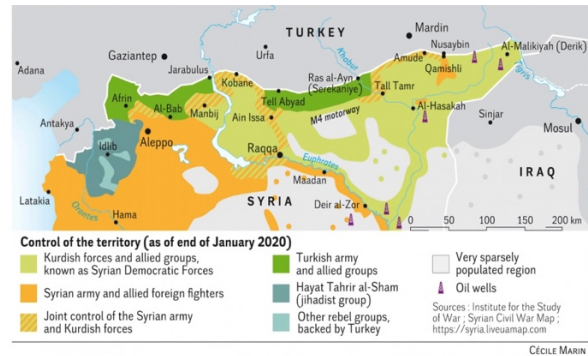 TURKEY
Mardin
Gaziantep
Urfa
Khabur
Nusaybin
Amude
Al-Malikiyah (Derik)
Adana
Jarabulus
Kobane
Ras al-Ayn
(Serekaniye)
Qamishli
Tigris
Afrin
Tell Abyad
Tall Tamr
Al-Bab
Manbij
M4 motorway
Al-Hasakah
Antakya
Ain Issa
Sinjar
Idlib
Aleppo
Mosul
Raqqa
Euphrates
IRAQ
Maadan
Latakia
SYRIA
Orontes
Deir al-Zor
Hama
0 50 100 150 200 km
Control of the territory (as of end of January 2020)
Kurdish forces and allied groups,
known as Syrian Democratic Forces
Syrian army and allied foreign fighters
Joint control of the Syrian army
and Kurdish forces
Turkish army
and allied groups
Hayat Tahrir al-Sham
(jihadist group)
Other rebel groups,
backed by Turkey
Very sparsely
populated region
Oil wells
Sources : Institute for the Study
of War ; Syrian Civil War Map ;
https://syria.liveuamap.com
CÉCILE MARIN